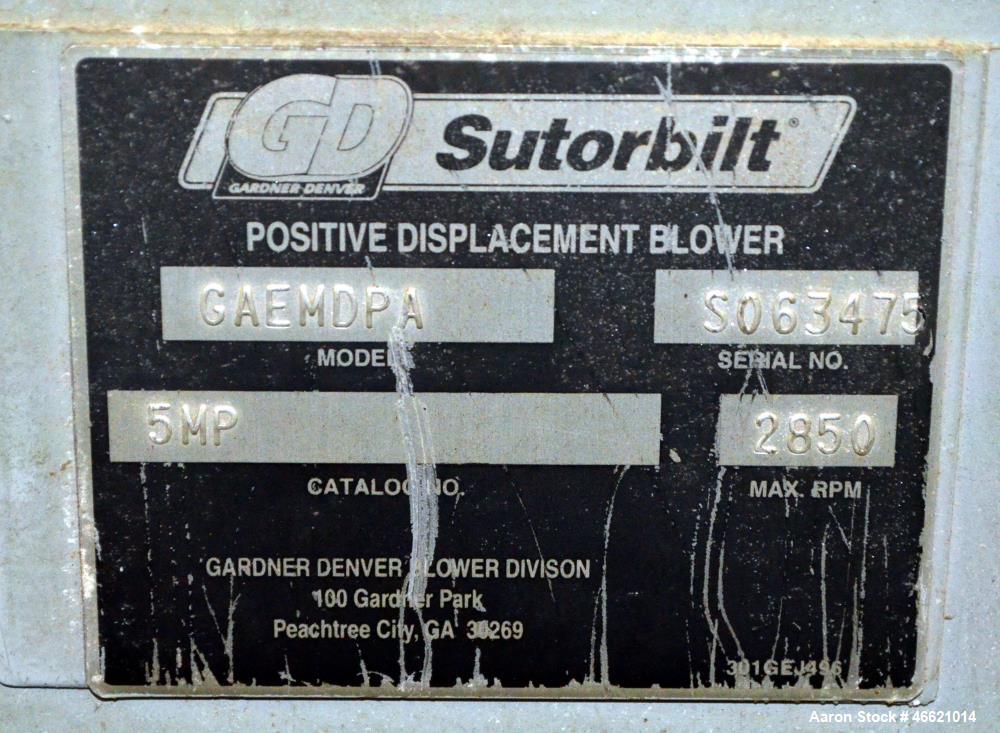 GD Sutorbilt®
GARDNER-DENVER
POSITIVE DISPLACEMENT BLOWER
GAEMDPA S063475
MODEL SERIAL NO.
5MP 2850
CATALOG NO. MAX. RPM
GARDNER DENVER BLOWER DIVISON
100 Gardner Park
Peachtree City, GA 30269
301GEJ496
Aaron Stock # 46621014